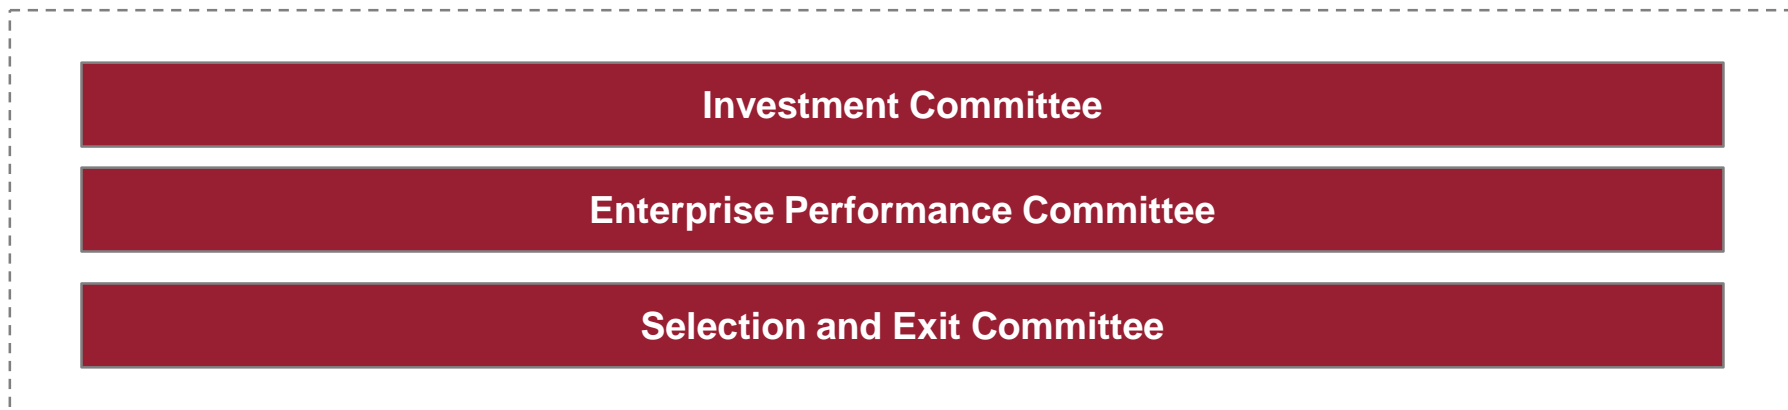 Investment Committee
Enterprise Performance Committee
Selection and Exit Committee